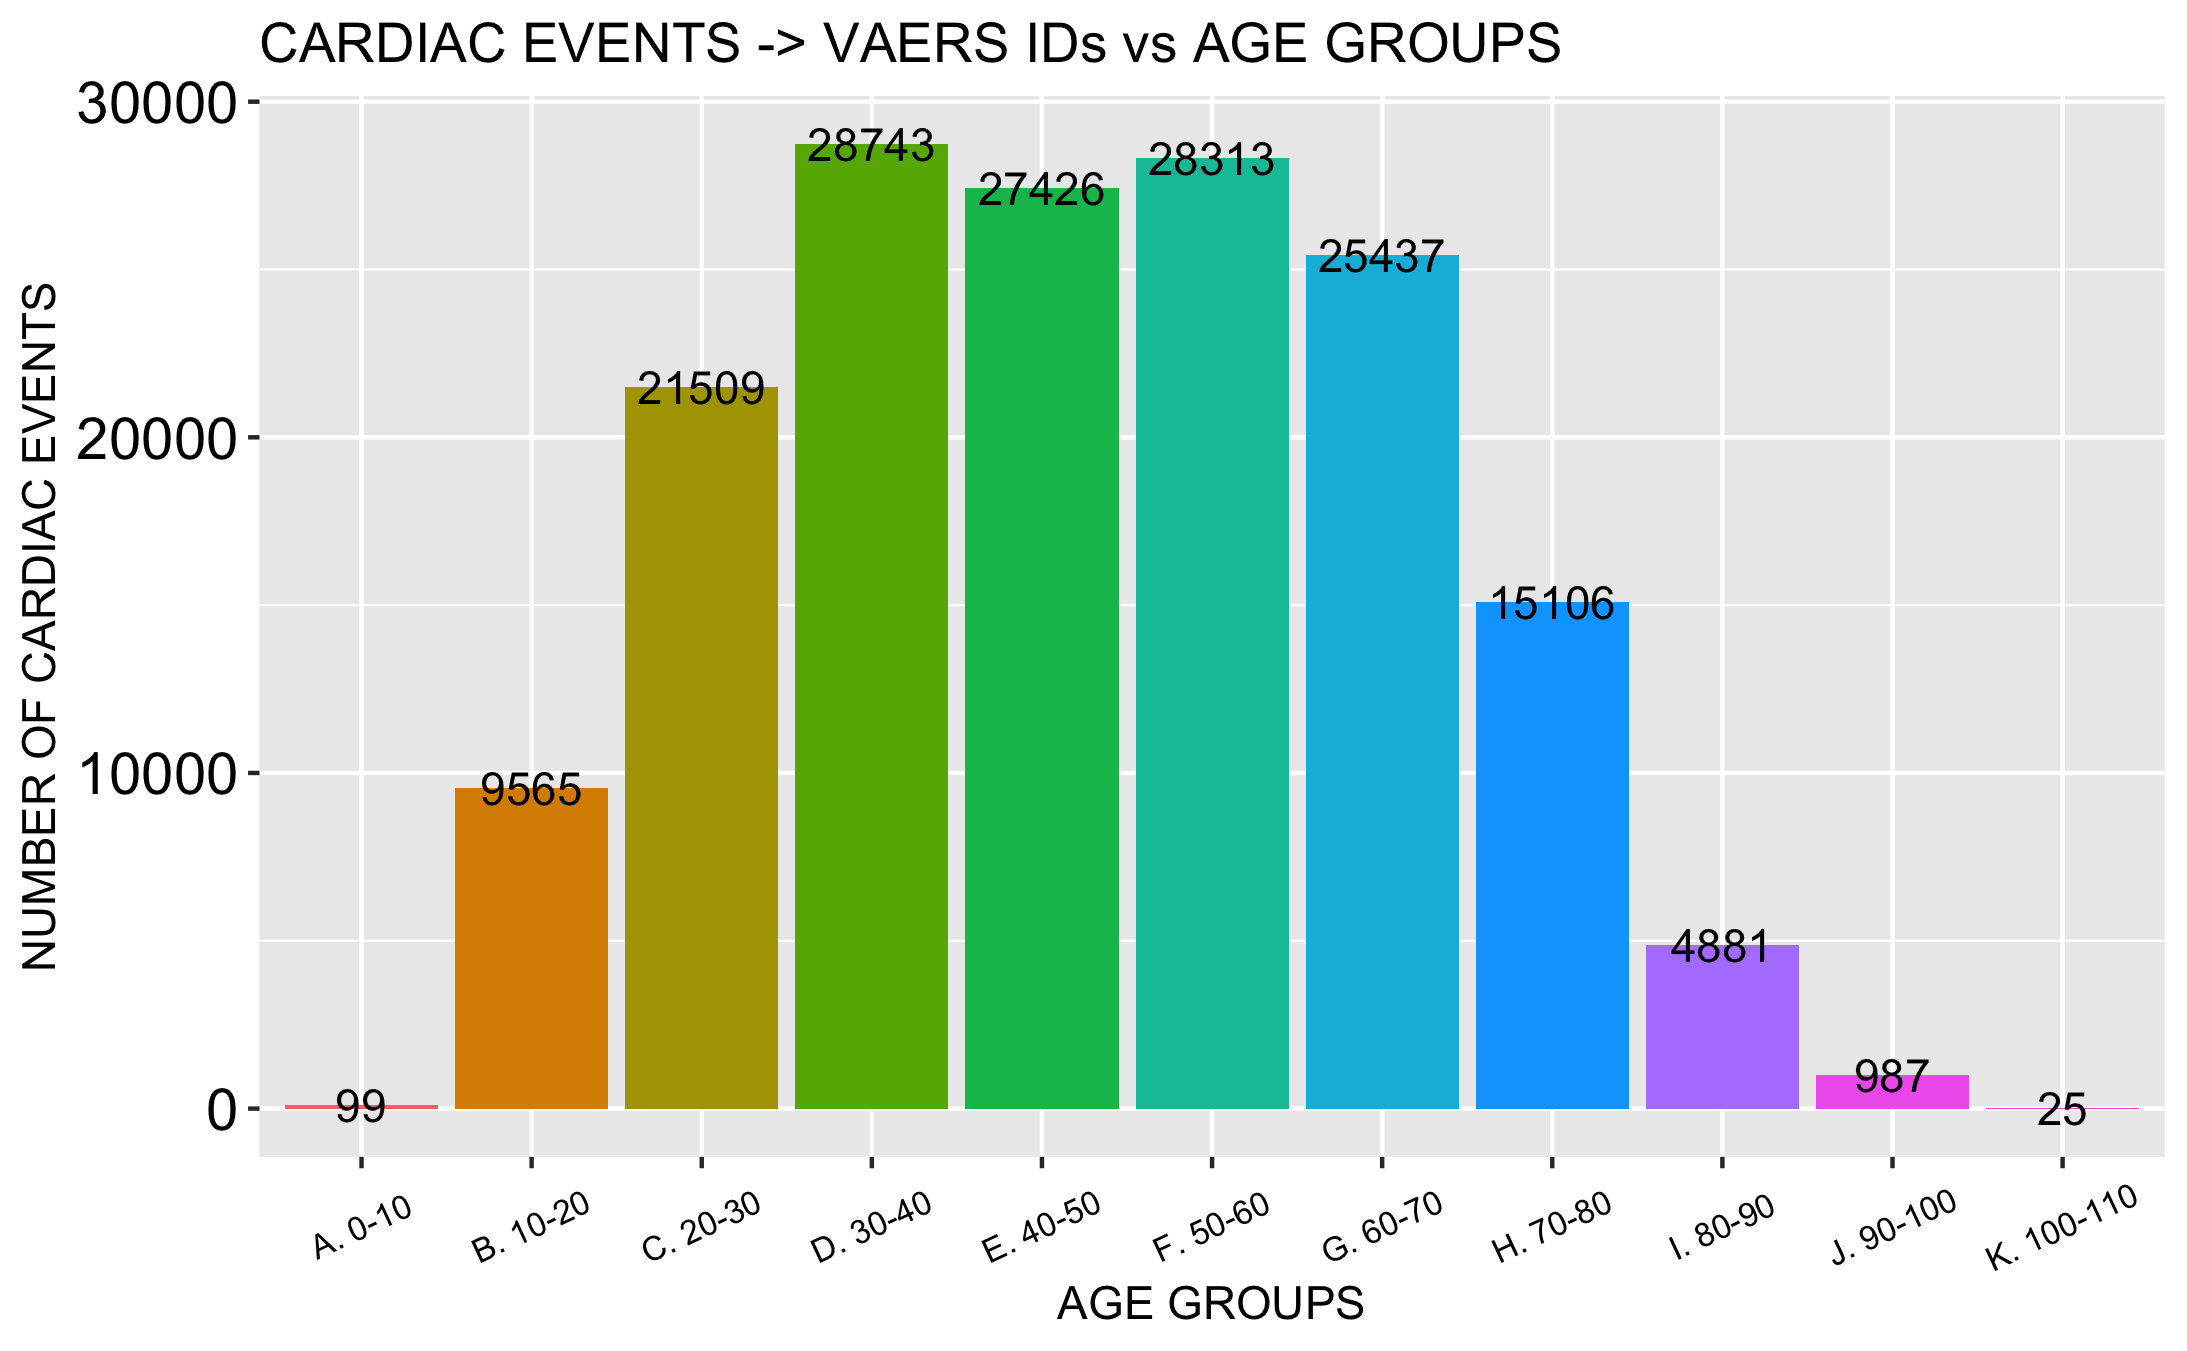 CARDIAC EVENTS -> VAERS IDs vs AGE GROUPS
NUMBER OF CARDIAC EVENTS
30000
20000
10000
0
99
9565
21509
28743
27426
28313
25437
15106
4881
987
25
A. 0-10
B. 10-20
C. 20-30
D. 30-40
E. 40-50
F. 50-60
G. 60-70
H. 70-80
I. 80-90
J. 90-100
K. 100-110
AGE GROUPS